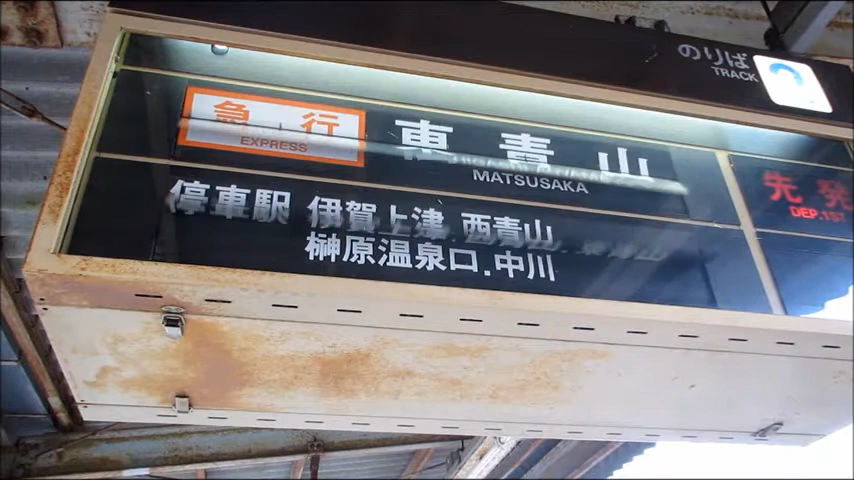 のりば
TRACK
急行
EXPRESS
東青山
MATSUSAKA
先発
DEP.1ST
停車駅 伊賀上津 西青山
榊原温泉口.中川